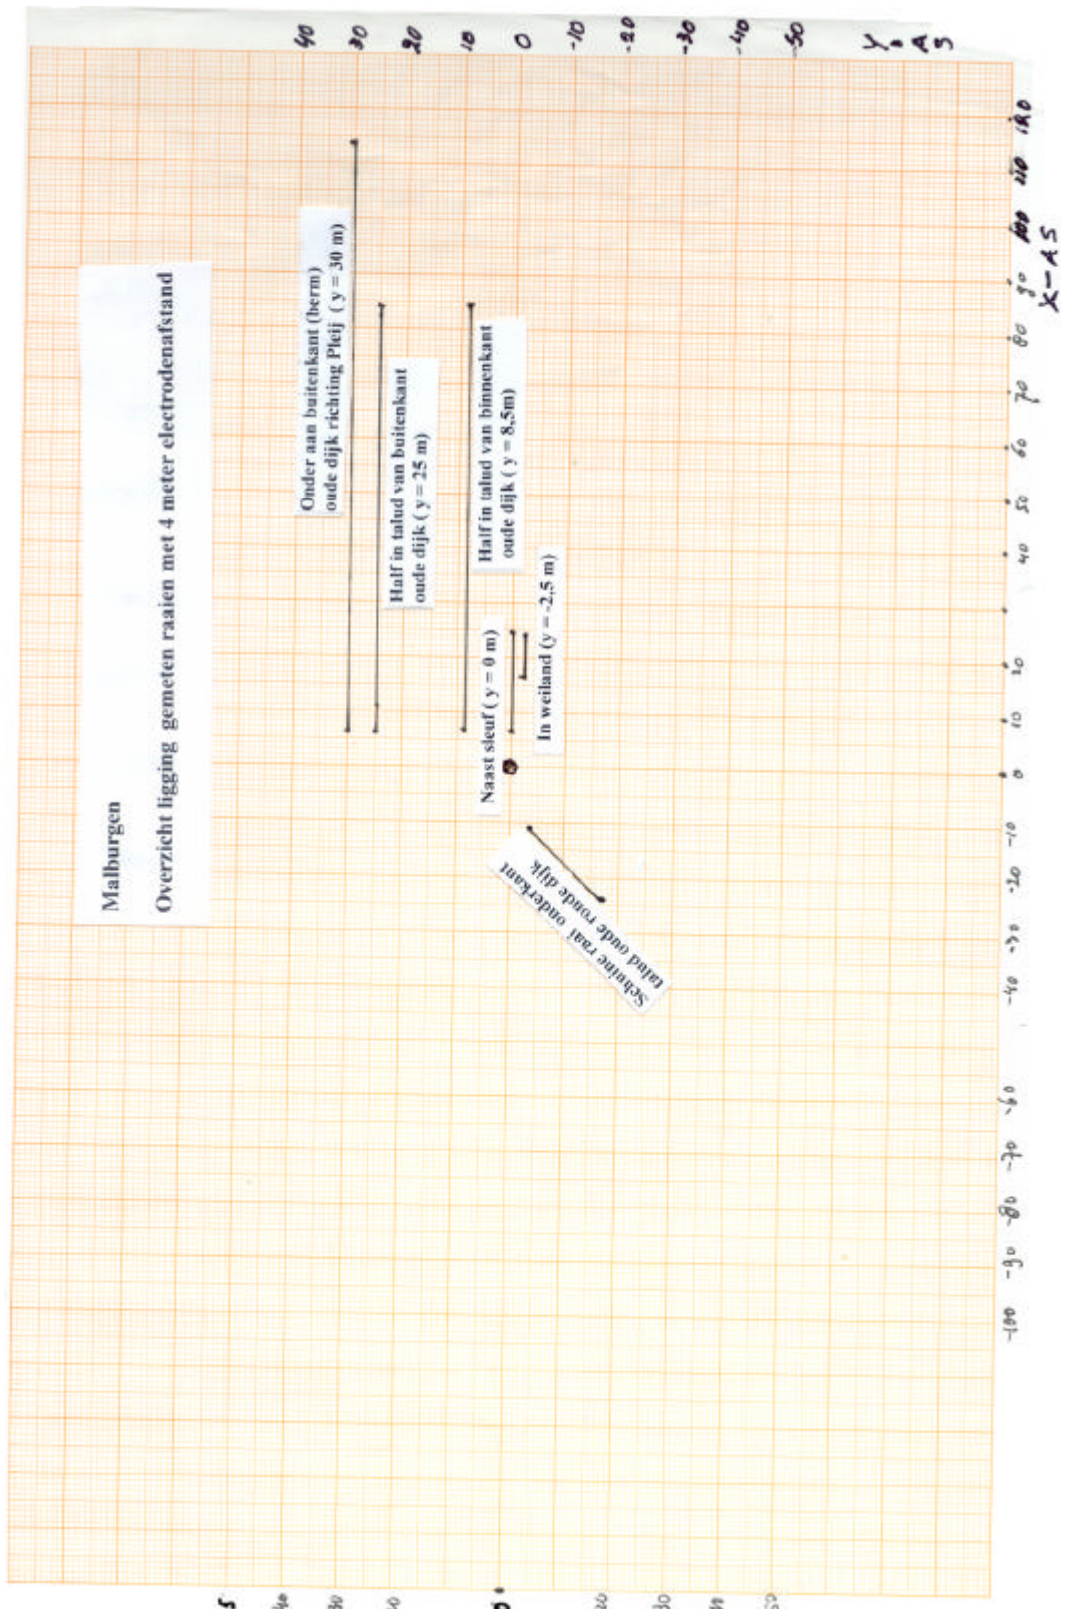 Malburgen
Overzicht ligging gemeten raaien met 4 meter electrodenafstand
Onder aan buitenkant (berm)
oude dijk richting Pleij ( y = 30 m)
Half in talud van buitenkant
oude dijk ( y = 25 m)
Half in talud van binnenkant
oude dijk ( y = 8,5m)
Naast sleuf ( y = 0 m)
In weiland (y = -2,5 m)
Schuine raai onderkant
talud oude ronde dijk
40 30 20 10 0 -10 -20 -30 -40 -50
Y-AS
-100 -90 -80 -70 -60 -40 -30 -20 -10 0 10 20 40 50 60 70 80 90 100 110 120
X-AS